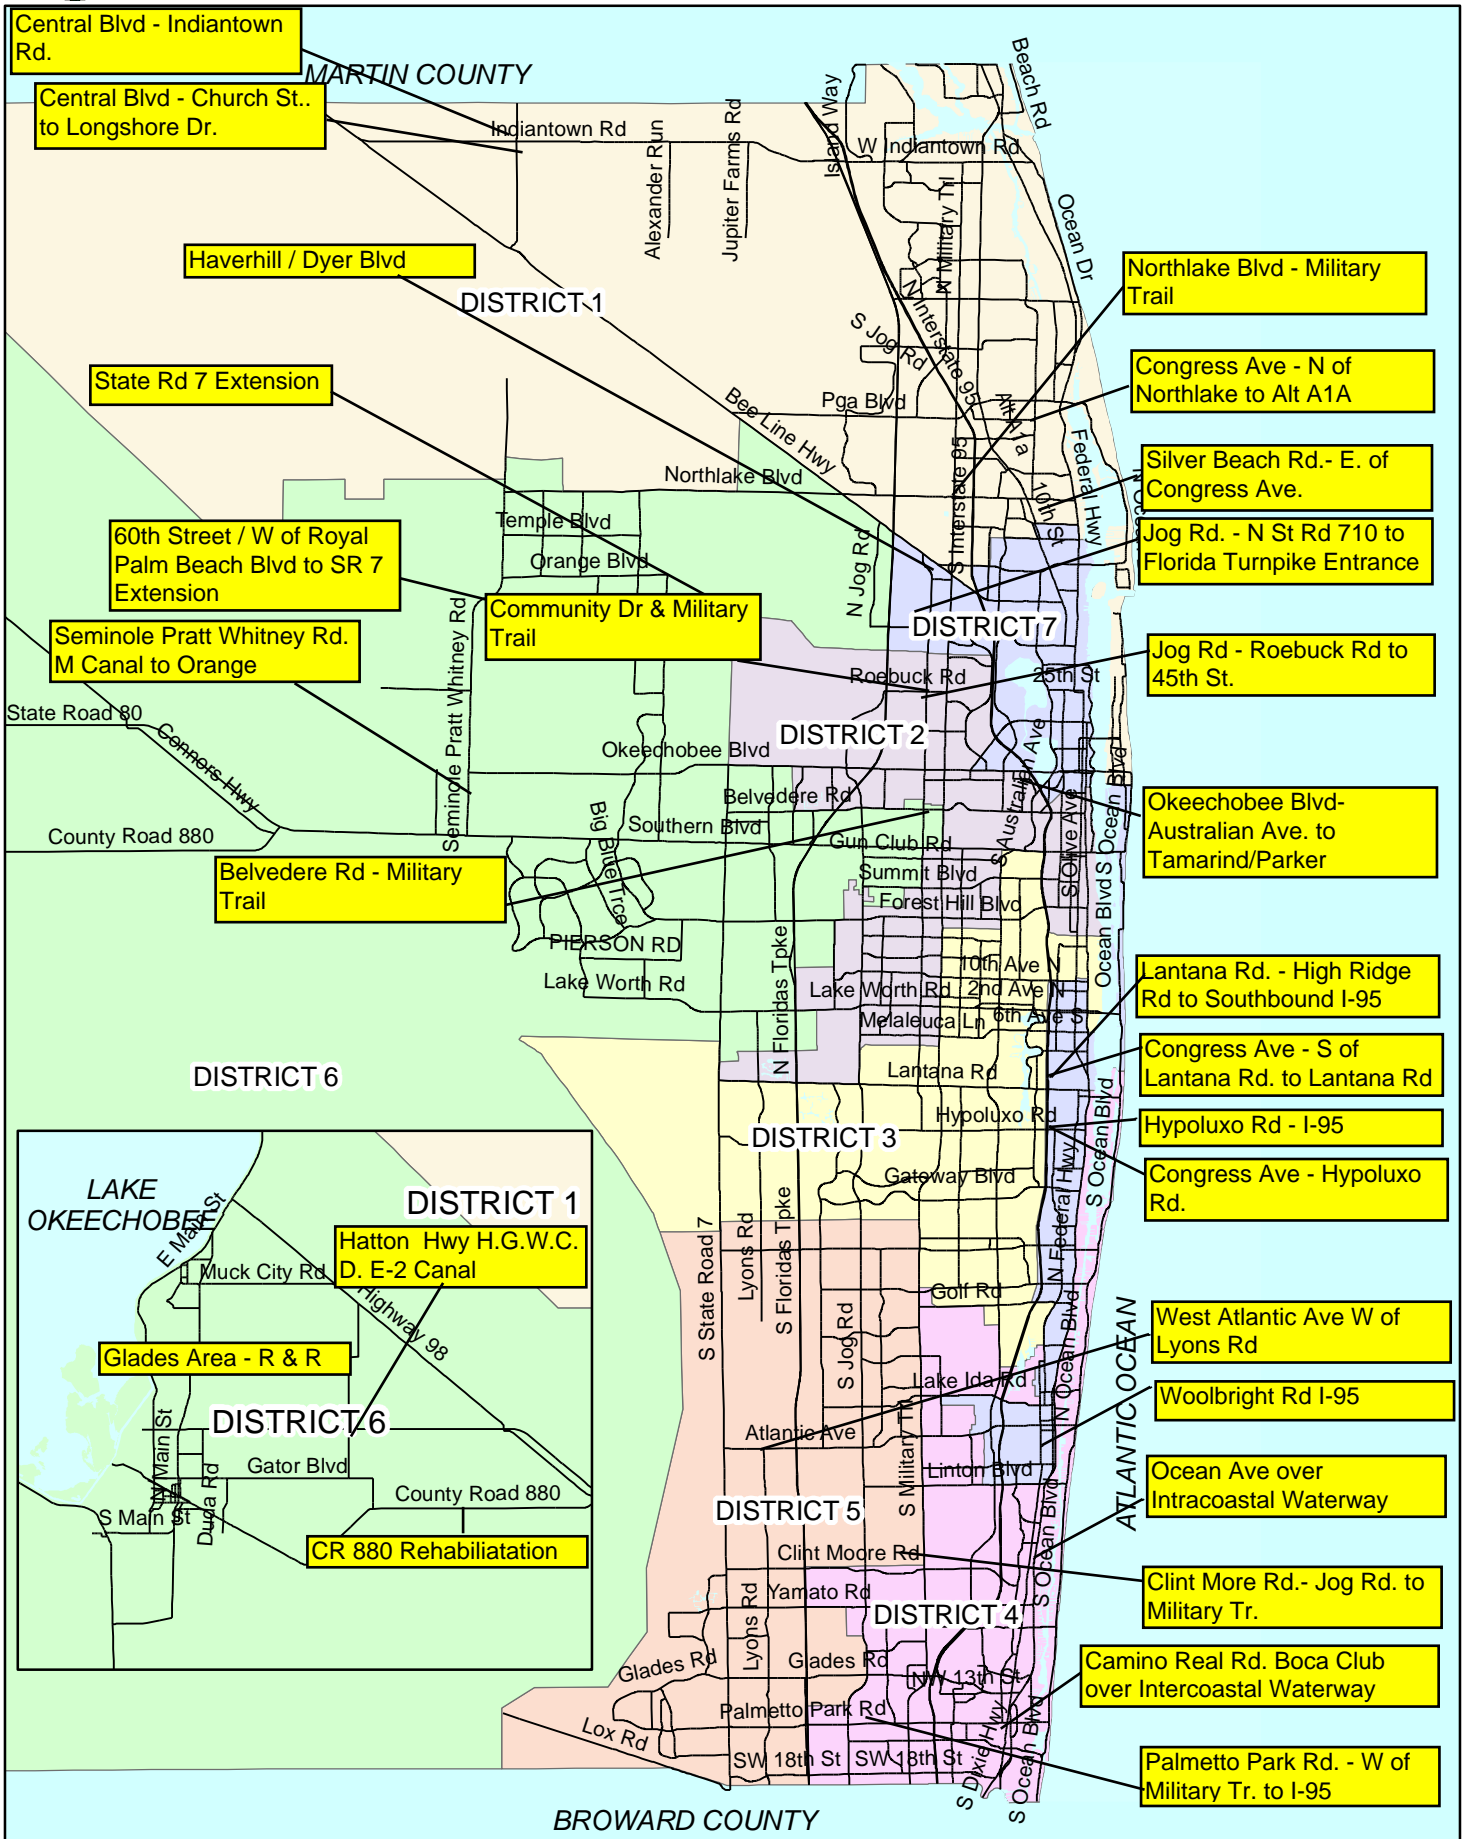 Central Blvd - Indiantown
Rd.
MARTIN COUNTY
Central Blvd - Church St..
to Longshore Dr.
Indiantown Rd
Alexander Run
Jupiter Farms Rd
Island Way
Beach Rd
W Indiantown Rd
N Military Trl
Ocean Dr
Haverhill / Dyer Blvd
DISTRICT 1
Northlake Blvd - Military
Trail
N Interstate 95
S Jog Rd
State Rd 7 Extension
Congress Ave - N of
Northlake to Alt A1A
Bee Line Hwy
Pga Blvd
Alt A1a
Federal Hwy
Northlake Blvd
S Interstate 95
10th St
Silver Beach Rd.- E. of
Congress Ave.
Temple Blvd
Orange Blvd
60th Street / W of Royal
Palm Beach Blvd to SR 7
Extension
N Jog Rd
Jog Rd. - N St Rd 710 to
Florida Turnpike Entrance
Community Dr & Military
Trail
DISTRICT 7
Seminole Pratt Whitney Rd.
M Canal to Orange
Seminole Pratt Whitney Rd
Roebuck Rd
25th St
Jog Rd - Roebuck Rd to
45th St.
State Road 80
Connors Hwy
DISTRICT 2
Okeechobee Blvd
S Australian Ave
S Ocean Blvd
Belvedere Rd
Okeechobee Blvd-
Australian Ave. to
Tamarind/Parker
County Road 880
Big Blue Trce
Southern Blvd
Gun Club Rd
S Olive Ave
Belvedere Rd - Military
Trail
Summit Blvd
Forest Hill Blvd
Ocean Blvd
PIERSON RD
N Floridas Tpke
10th Ave N
Lake Worth Rd
Lake Worth Rd
2nd Ave N
Lantana Rd. - High Ridge
Rd to Southbound I-95
Melaleuca Ln
6th Ave S
DISTRICT 6
Lantana Rd
Congress Ave - S of
Lantana Rd. to Lantana Rd
Hypoluxo Rd
Hypoluxo Rd - I-95
DISTRICT 3
S Ocean Blvd
Gateway Blvd
Congress Ave - Hypoluxo
Rd.
LAKE
OKEECHOBEE
DISTRICT 1
E Main St
Hatton Hwy H.G.W.C.
D. E-2 Canal
Muck City Rd
Highway 98
S State Road 7
Lyons Rd
S Floridas Tpke
N Federal Hwy
Golf Rd
Glades Area - R & R
S Jog Rd
West Atlantic Ave W of
Lyons Rd
N Ocean Blvd
ATLANTIC OCEAN
Lake Ida Rd
Woolbright Rd I-95
DISTRICT 6
N Main St
Atlantic Ave
S Military Trl
Gator Blvd
Linton Blvd
Ocean Ave over
Intracoastal Waterway
County Road 880
S Main St
Duda Rd
DISTRICT 5
S Ocean Blvd
CR 880 Rehabiliatation
Clint Moore Rd
Clint More Rd.- Jog Rd. to
Military Tr.
Yamato Rd
Lyons Rd
DISTRICT 4
Glades Rd
Glades Rd
NW 13th St
Camino Real Rd. Boca Club
over Intercoastal Waterway
Palmetto Park Rd
Lox Rd
SW 18th St
SW 18th St
S Dixie Hwy
S Ocean Blvd
Palmetto Park Rd. - W of
Military Tr. to I-95
BROWARD COUNTY